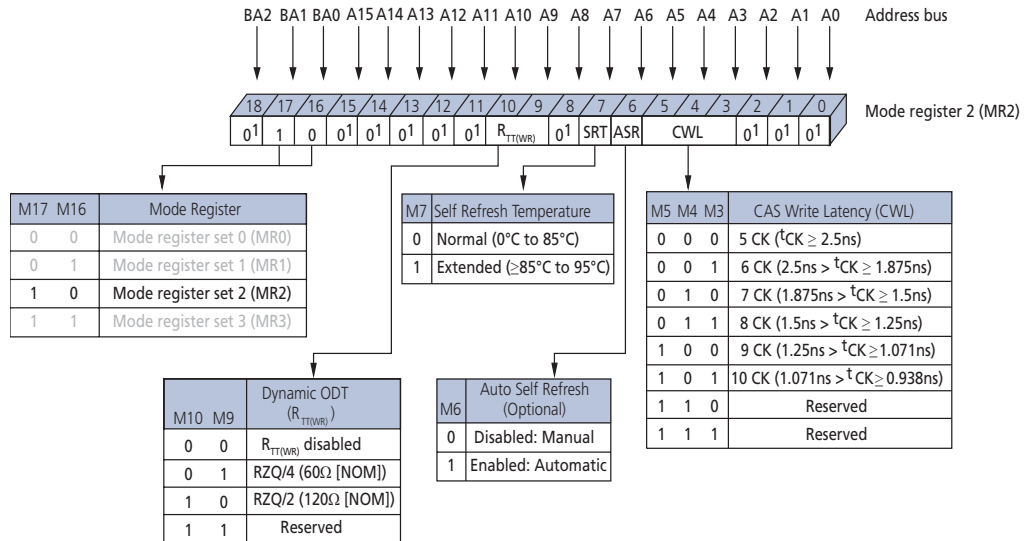 BA2 BA1 BA0 A15 A14 A13 A12 A11 A10 A9 A8 A7 A6 A5 A4 A3 A2 A1 A0 Address bus
18 17 16 15 14 13 12 11 10 9 8 7 6 5 4 3 2 1 0 Mode register 2 (MR2)
0¹ 1 0 0¹ 0¹ 0¹ 0¹ 0¹ R_TT(WR) 0¹ SRT ASR CWL 0¹ 0¹ 0¹
M17 M16 Mode Register
0 0 Mode register set 0 (MR0)
0 1 Mode register set 1 (MR1)
1 0 Mode register set 2 (MR2)
1 1 Mode register set 3 (MR3)
M7 Self Refresh Temperature
0 Normal (0°C to 85°C)
1 Extended (≥85°C to 95°C)
M5 M4 M3 CAS Write Latency (CWL)
0 0 0 5 CK (ᵗCK ≥ 2.5ns)
0 0 1 6 CK (2.5ns > ᵗCK ≥ 1.875ns)
0 1 0 7 CK (1.875ns > ᵗCK ≥ 1.5ns)
0 1 1 8 CK (1.5ns > ᵗCK ≥ 1.25ns)
1 0 0 9 CK (1.25ns > ᵗCK ≥ 1.071ns)
1 0 1 10 CK (1.071ns > ᵗCK ≥ 0.938ns)
1 1 0 Reserved
1 1 1 Reserved
M10 M9 Dynamic ODT
(R_TT(WR))
0 0 R_TT(WR) disabled
0 1 RZQ/4 (60Ω [NOM])
1 0 RZQ/2 (120Ω [NOM])
1 1 Reserved
M6 Auto Self Refresh
(Optional)
0 Disabled: Manual
1 Enabled: Automatic